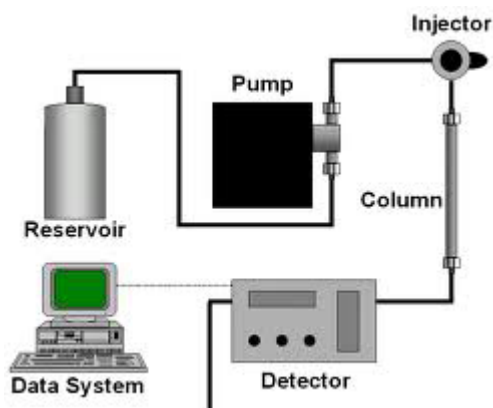 Injector
Pump
Column
Reservoir
Data System
Detector